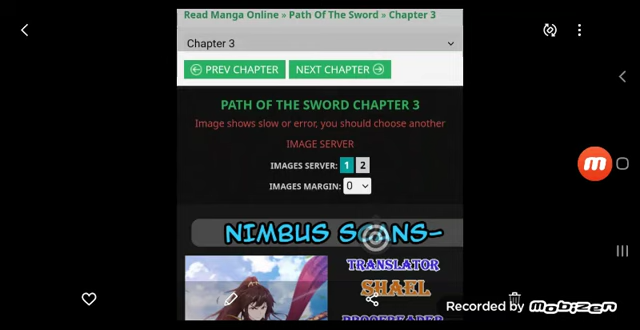 Read Manga Online » Path Of The Sword » Chapter 3
Chapter 3
PREV CHAPTER NEXT CHAPTER
PATH OF THE SWORD CHAPTER 3
Image shows slow or error, you should choose another
IMAGE SERVER
IMAGES SERVER: 1 2
IMAGES MARGIN: 0
NIMBUS SCANS-
TRANSLATOR
SHAEL
PROOFREADER
Recorded by mobizen